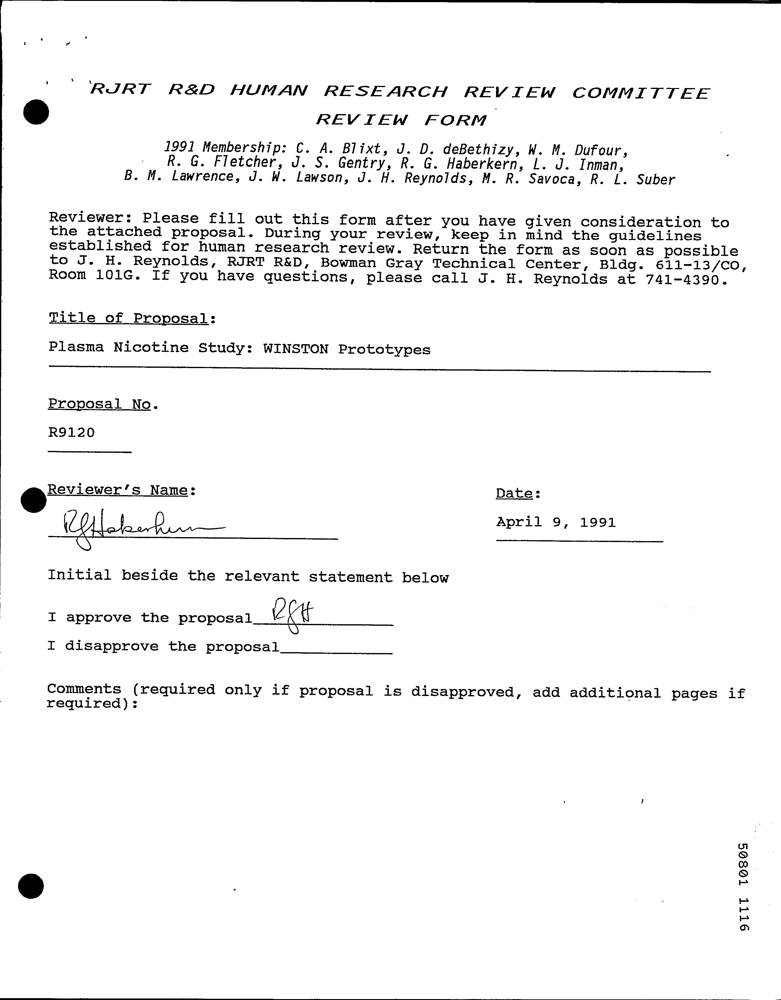 RJRT R&D HUMAN RESEARCH REVIEW COMMITTEE
REVIEW FORM
1991 Membership: C. A. Blixt, J. D. deBethizy, W. M. Dufour,
R. G. Fletcher, J. S. Gentry, R. G. Haberkern, L. J. Inman,
B. M. Lawrence, J. W. Lawson, J. H. Reynolds, M. R. Savoca, R. L. Suber
Reviewer: Please fill out this form after you have given consideration to
the attached proposal. During your review, keep in mind the guidelines
established for human research review. Return the form as soon as possible
to J. H. Reynolds, RJRT R&D, Bowman Gray Technical Center, Bldg. 611-13/CO,
Room 101G. If you have questions, please call J. H. Reynolds at 741-4390.
Title of Proposal:
Plasma Nicotine Study: WINSTON Prototypes
Proposal No.
R9120
Reviewer's Name:
Date:
RGHaberkern
April 9, 1991
Initial beside the relevant statement below
I approve the proposal RGH
I disapprove the proposal
Comments (required only if proposal is disapproved, add additional pages if
required):
50801 1116